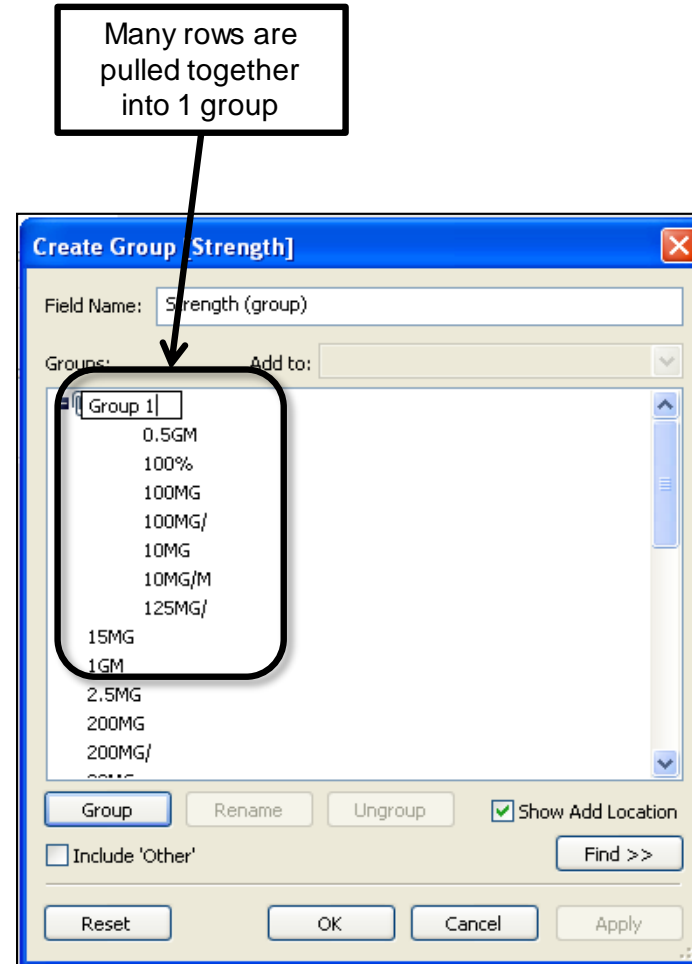 Many rows are
pulled together
into 1 group
Create Group [Strength]
Field Name: Strength (group)
Groups: Add to:
Group 1
0.5GM
100%
100MG
100MG/
10MG
10MG/M
125MG/
15MG
1GM
2.5MG
200MG
200MG/
Group Rename Ungroup Show Add Location
Include 'Other' Find >>
Reset OK Cancel Apply